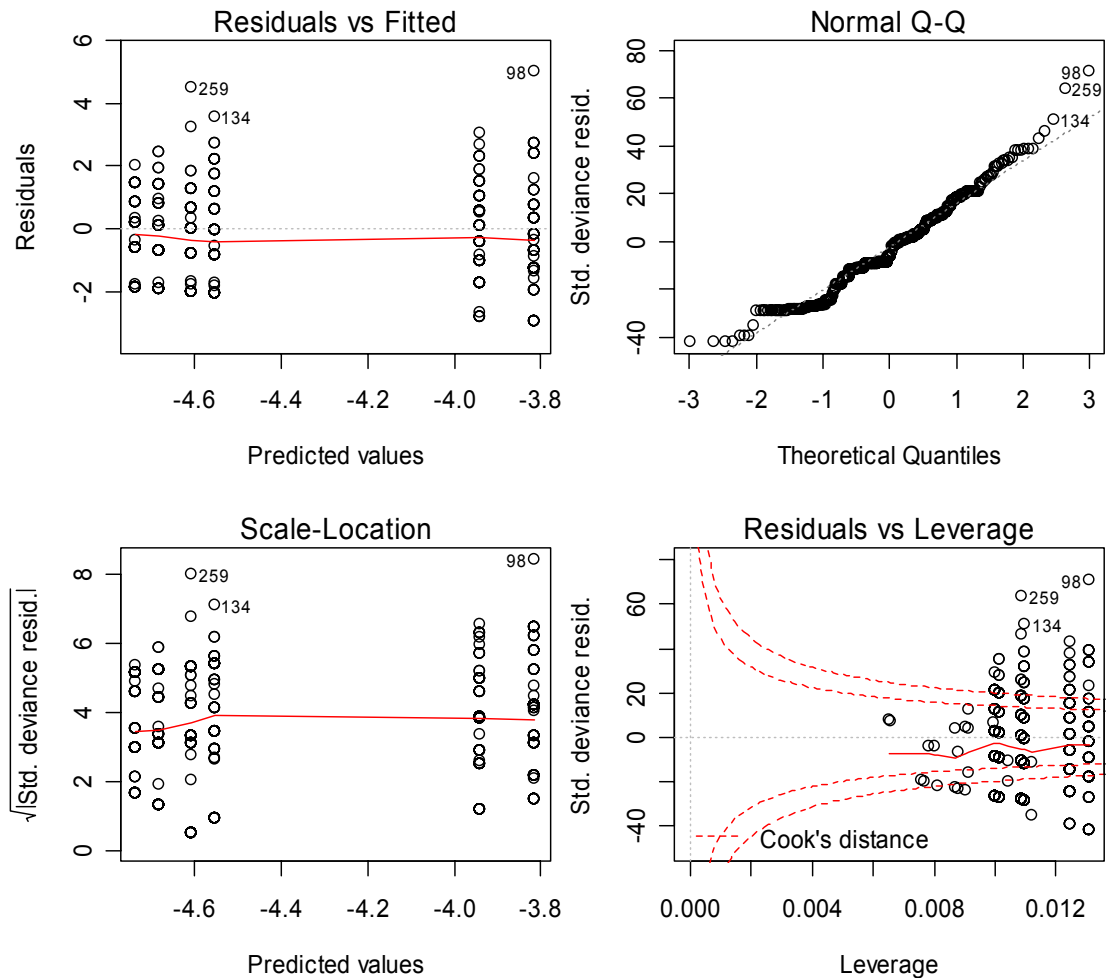 Residuals vs Fitted
Residuals
6
4
2
0
-2
259
134
98
-4.6 -4.4 -4.2 -4.0 -3.8
Predicted values
Normal Q-Q
Std. deviance resid.
80
60
40
20
0
-40
98
259
134
-3 -2 -1 0 1 2 3
Theoretical Quantiles
Scale-Location
√|Std. deviance resid.|
8
6
4
2
0
259
134
98
-4.6 -4.4 -4.2 -4.0 -3.8
Predicted values
Residuals vs Leverage
Std. deviance resid.
60
20
0
-40
98
259
134
Cook's distance
0.000 0.004 0.008 0.012
Leverage